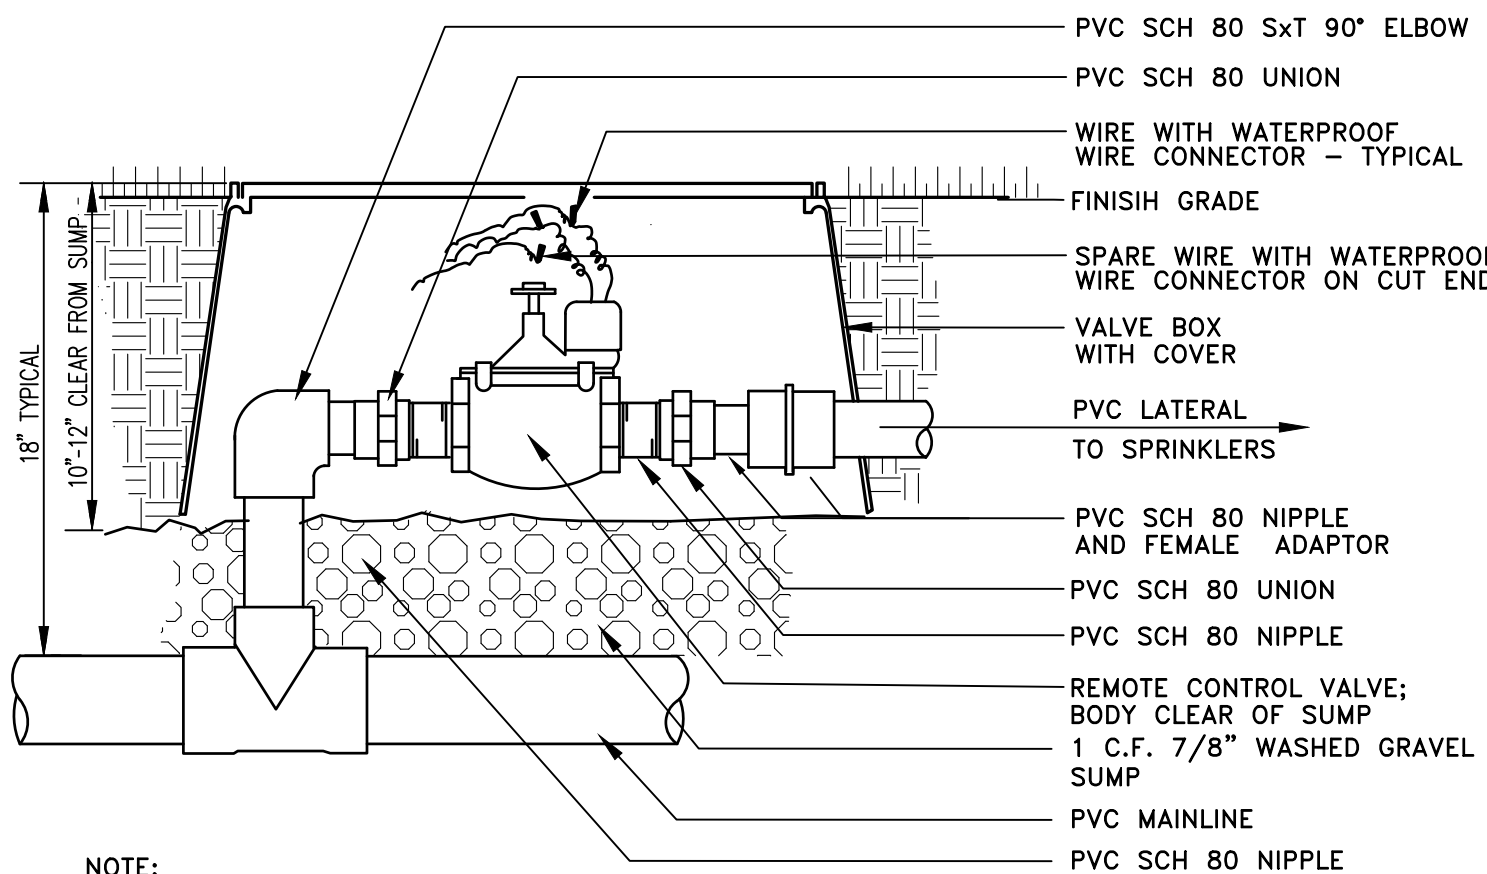 PVC SCH 80 SxT 90° ELBOW
PVC SCH 80 UNION
WIRE WITH WATERPROOF
WIRE CONNECTOR – TYPICAL
FINISIH GRADE
SPARE WIRE WITH WATERPROOF
WIRE CONNECTOR ON CUT END
VALVE BOX
WITH COVER
PVC LATERAL
TO SPRINKLERS
PVC SCH 80 NIPPLE
AND FEMALE ADAPTOR
PVC SCH 80 UNION
PVC SCH 80 NIPPLE
REMOTE CONTROL VALVE;
BODY CLEAR OF SUMP
1 C.F. 7/8” WASHED GRAVEL
SUMP
PVC MAINLINE
PVC SCH 80 NIPPLE
18” TYPICAL
10”-12” CLEAR FROM SUMP
NOTE: